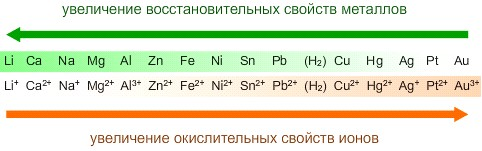 увеличение восстановительных свойств металлов
Li Ca Na Mg Al Zn Fe Ni Sn Pb (H₂) Cu Hg Ag Pt Au
Li⁺ Ca²⁺ Na⁺ Mg²⁺ Al³⁺ Zn²⁺ Fe²⁺ Ni²⁺ Sn²⁺ Pb²⁺ (H₂) Cu²⁺ Hg²⁺ Ag⁺ Pt²⁺ Au³⁺
увеличение окислительных свойств ионов